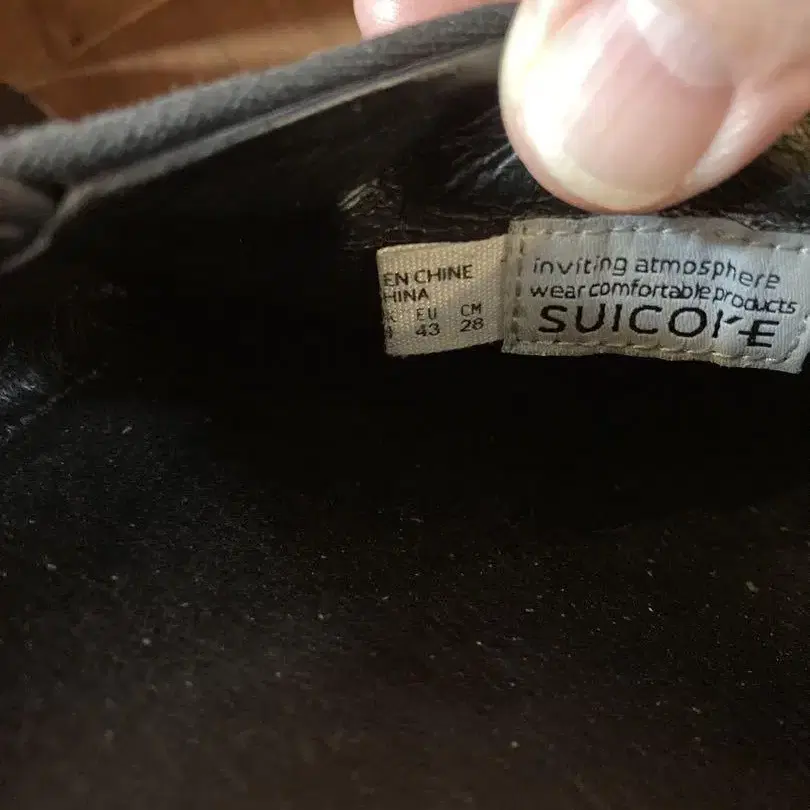 EN CHINE
HINA
EU CM
43 28
inviting atmosphere
wear comfortable products
SUICOKE